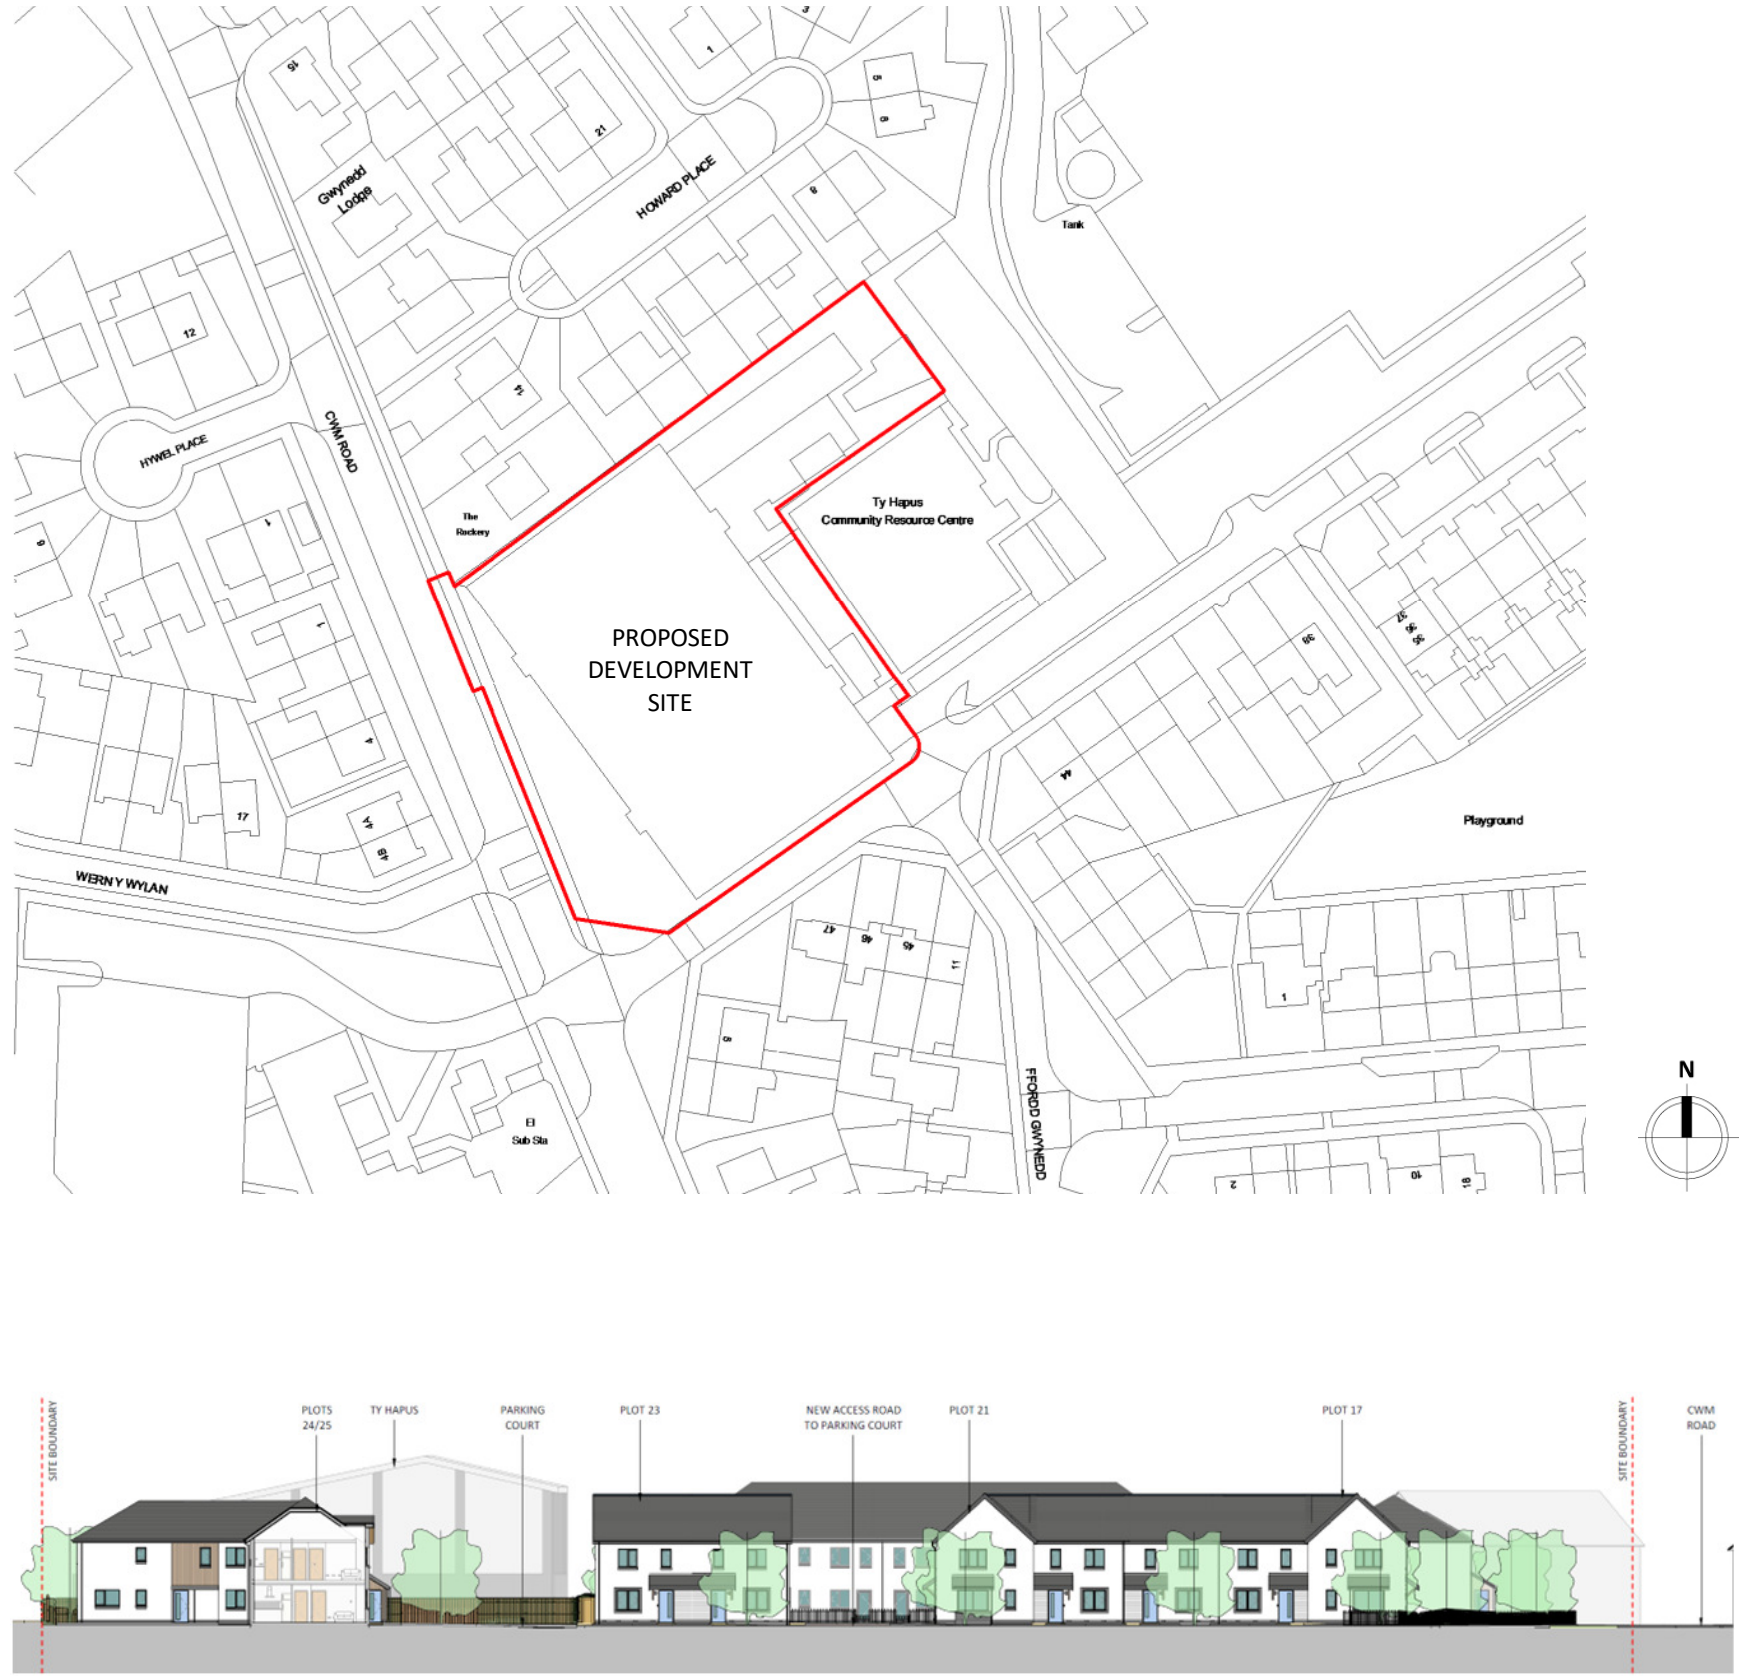 3
1
15
5
6
21
Gwynedd
Lodge
HOWARD PLACE
8
Tank
12
14
CWM ROAD
HYWEL PLACE
Ty Hapus
Community Resource Centre
The
Rockery
1
9
PROPOSED
DEVELOPMENT
SITE
1
37
36
35
38
4
44
17
4A
4B
Playground
WERN Y WYLAN
47
46
45
11
1
N
El
Sub Sta
FFORDD GWYNEDD
2
10
18
SITE BOUNDARY
PLOTS
24/25
TY HAPUS
PARKING
COURT
PLOT 23
NEW ACCESS ROAD
TO PARKING COURT
PLOT 21
PLOT 17
SITE BOUNDARY
CWM
ROAD